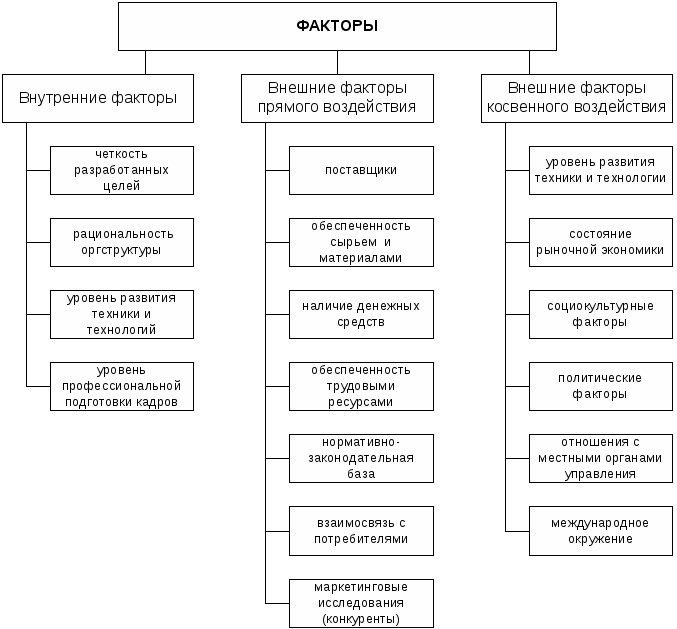 ФАКТОРЫ
Внутренние факторы
четкость
разработанных
целей
рациональность
оргструктуры
уровень развития
техники и
технологий
уровень
профессиональной
подготовки кадров
Внешние факторы
прямого воздействия
поставщики
обеспеченность
сырьем и
материалами
наличие денежных
средств
обеспеченность
трудовыми
ресурсами
нормативно-
законодательная
база
взаимосвязь с
потребителями
маркетинговые
исследования
(конкуренты)
Внешние факторы
косвенного воздействия
уровень развития
техники и технологии
состояние
рыночной экономики
социокультурные
факторы
политические
факторы
отношения с
местными органами
управления
международное
окружение